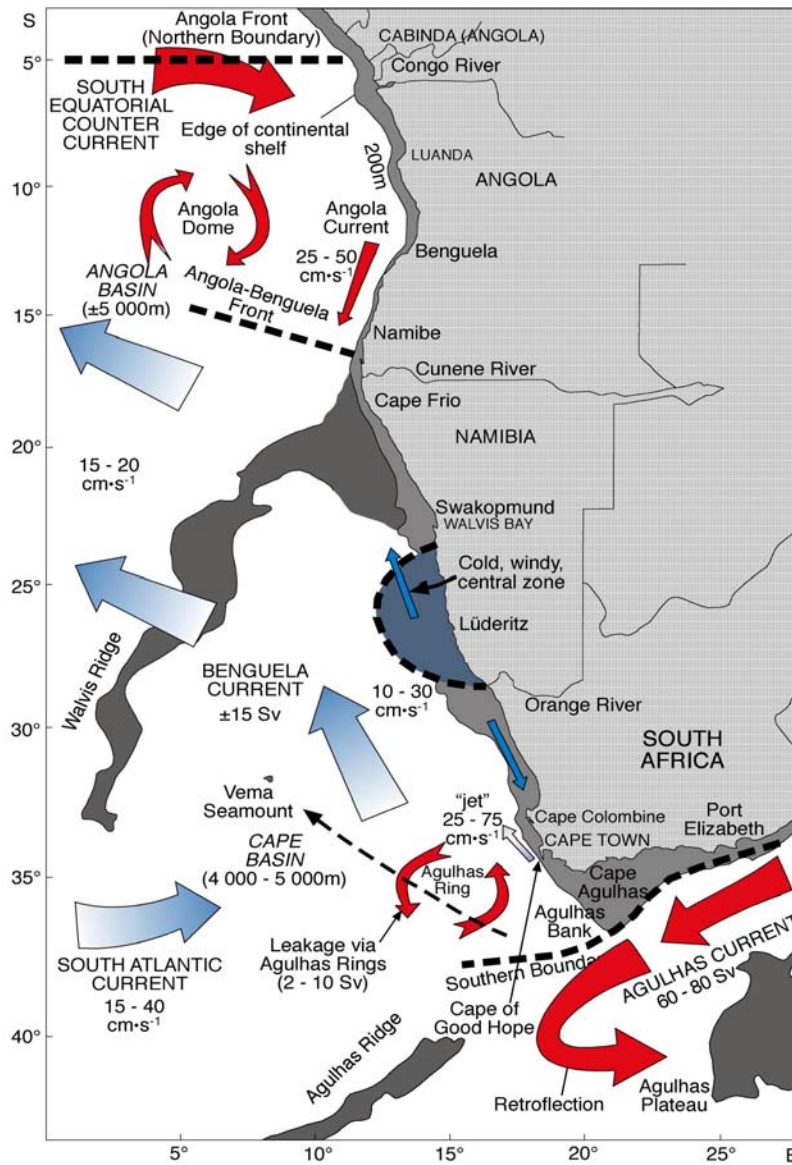 S
Angola Front
(Northern Boundary)
CABINDA (ANGOLA)
5°
Congo River
SOUTH
EQUATORIAL
COUNTER
CURRENT
Edge of continental
shelf
200m
LUANDA
10°
ANGOLA
Angola
Dome
Angola
Current
25 - 50
cm•s⁻¹
Benguela
ANGOLA
BASIN
(±5 000m)
Angola-Benguela
Front
15°
Namibe
Cunene River
Cape Frio
15 - 20
cm•s⁻¹
20°
NAMIBIA
Swakopmund
WALVIS BAY
Cold, windy,
central zone
25°
Lüderitz
Walvis Ridge
BENGUELA
CURRENT
±15 Sv
10 - 30
cm•s⁻¹
Orange River
30°
SOUTH
AFRICA
Vema
Seamount
"jet"
25 - 75
cm•s⁻¹
Cape Colombine
CAPE TOWN
Port
Elizabeth
CAPE
BASIN
(4 000 - 5 000m)
35°
Agulhas
Ring
Cape
Agulhas
Agulhas
Bank
Leakage via
Agulhas Rings
(2 - 10 Sv)
SOUTH ATLANTIC
CURRENT
15 - 40
cm•s⁻¹
Southern Boundary
AGULHAS CURRENT
60 - 80 Sv
Cape of
Good Hope
40°
Agulhas Ridge
Retroflection
Agulhas
Plateau
5°
10°
15°
20°
25°
E